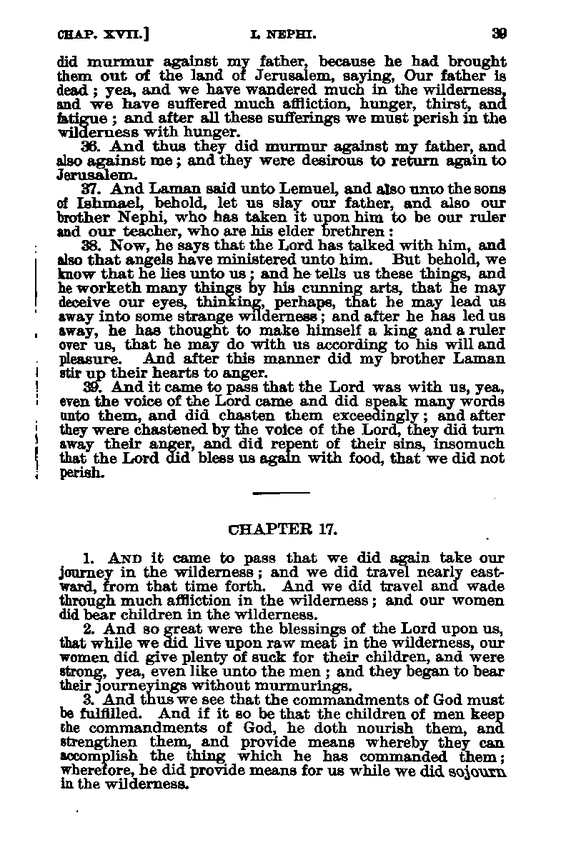 CHAP. XVII.] I. NEPHI. 39
did murmur against my father, because he had brought
them out of the land of Jerusalem, saying, Our father is
dead; yea, and we have wandered much in the wilderness,
and we have suffered much affliction, hunger, thirst, and
fatigue; and after all these sufferings we must perish in the
wilderness with hunger.
36. And thus they did murmur against my father, and
also against me; and they were desirous to return again to
Jerusalem.
37. And Laman said unto Lemuel, and also unto the sons
of Ishmael, behold, let us slay our father, and also our
brother Nephi, who has taken it upon him to be our ruler
and our teacher, who are his elder brethren:
38. Now, he says that the Lord has talked with him, and
also that angels have ministered unto him. But behold, we
know that he lies unto us; and he tells us these things, and
he worketh many things by his cunning arts, that he may
deceive our eyes, thinking, perhaps, that he may lead us
away into some strange wilderness; and after he has led us
away, he has thought to make himself a king and a ruler
over us, that he may do with us according to his will and
pleasure. And after this manner did my brother Laman
stir up their hearts to anger.
39. And it came to pass that the Lord was with us, yea,
even the voice of the Lord came and did speak many words
unto them, and did chasten them exceedingly; and after
they were chastened by the voice of the Lord, they did turn
away their anger, and did repent of their sins, insomuch
that the Lord did bless us again with food, that we did not
perish.
CHAPTER 17.
1. AND it came to pass that we did again take our
journey in the wilderness; and we did travel nearly east-
ward, from that time forth. And we did travel and wade
through much affliction in the wilderness; and our women
did bear children in the wilderness.
2. And so great were the blessings of the Lord upon us,
that while we did live upon raw meat in the wilderness, our
women did give plenty of suck for their children, and were
strong, yea, even like unto the men; and they began to bear
their journeyings without murmurings.
3. And thus we see that the commandments of God must
be fulfilled. And if it so be that the children of men keep
the commandments of God, he doth nourish them, and
strengthen them, and provide means whereby they can
accomplish the thing which he has commanded them;
wherefore, he did provide means for us while we did sojourn
in the wilderness.